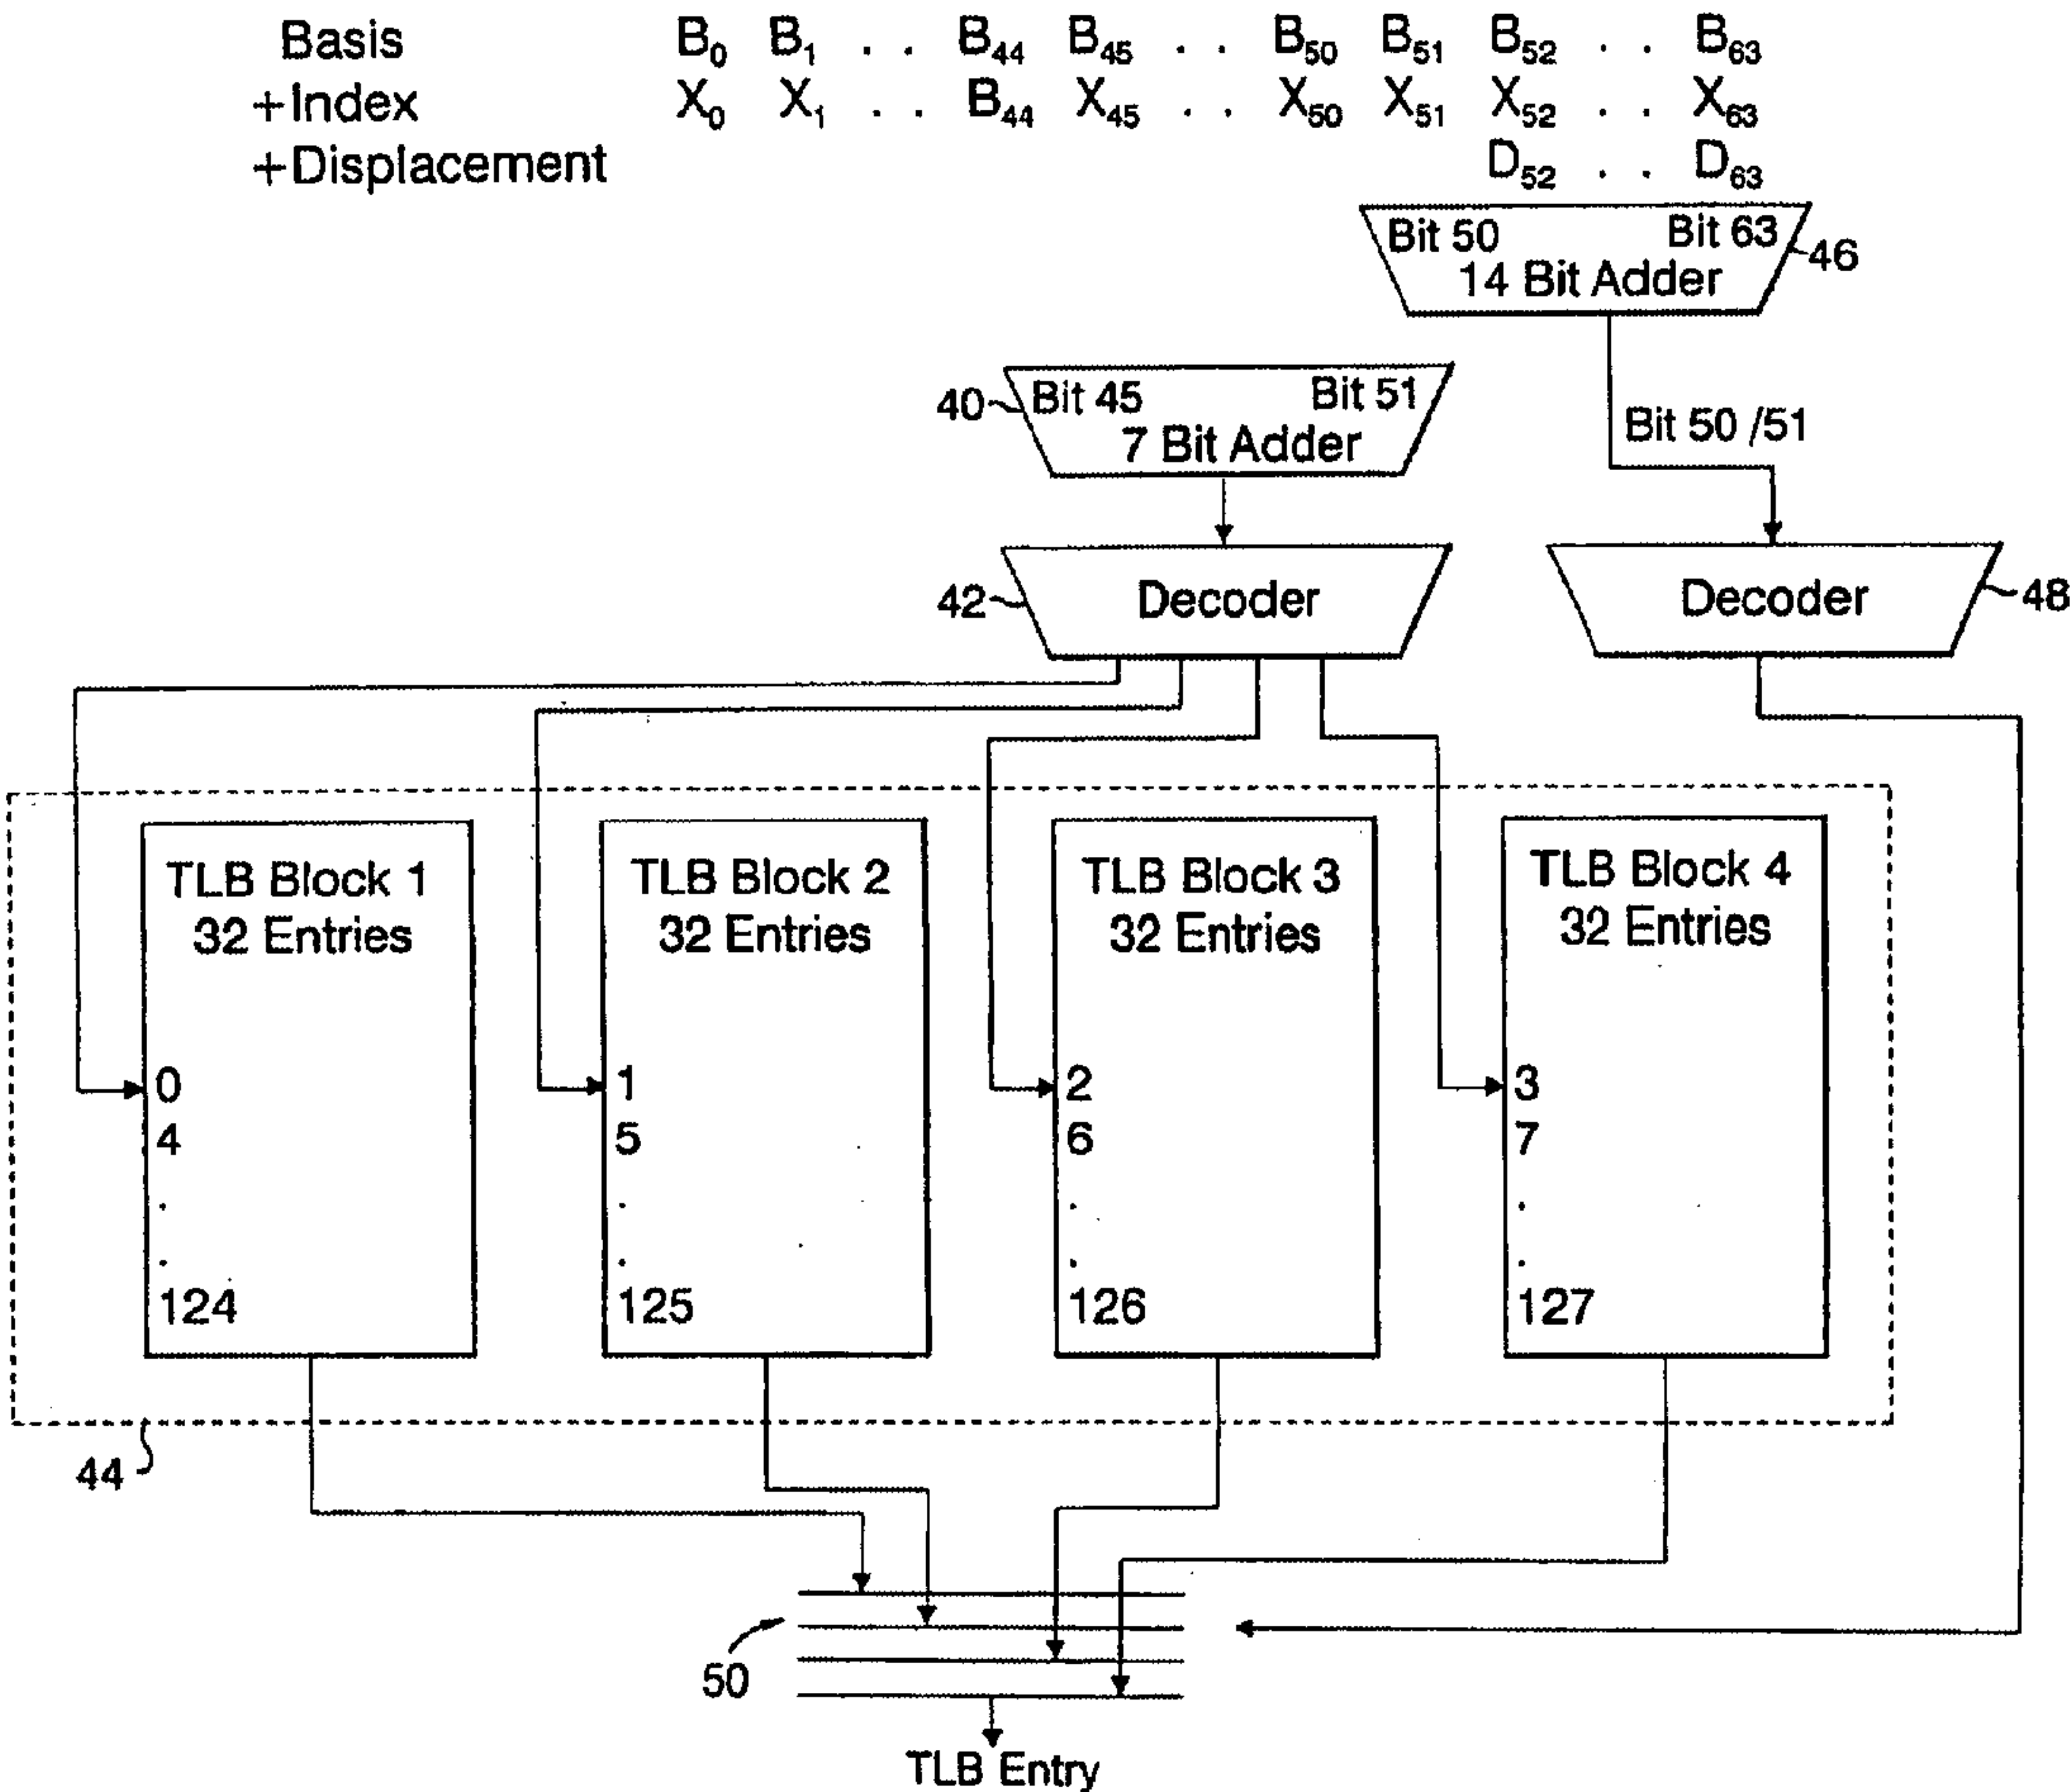 Basis B₀ B₁ . . B₄₄ B₄₅ . . B₅₀ B₅₁ B₅₂ . . B₆₃
+Index X₀ X₁ . . B₄₄ X₄₅ . . X₅₀ X₅₁ X₅₂ . . X₆₃
+Displacement D₅₂ . . D₆₃
Bit 50 Bit 63
14 Bit Adder
46
40
Bit 45 Bit 51
7 Bit Adder
Bit 50 /51
42
Decoder
Decoder
48
TLB Block 1
32 Entries
0
4
.
.
124
TLB Block 2
32 Entries
1
5
.
.
125
TLB Block 3
32 Entries
2
6
.
.
126
TLB Block 4
32 Entries
3
7
.
.
127
44
50
TLB Entry